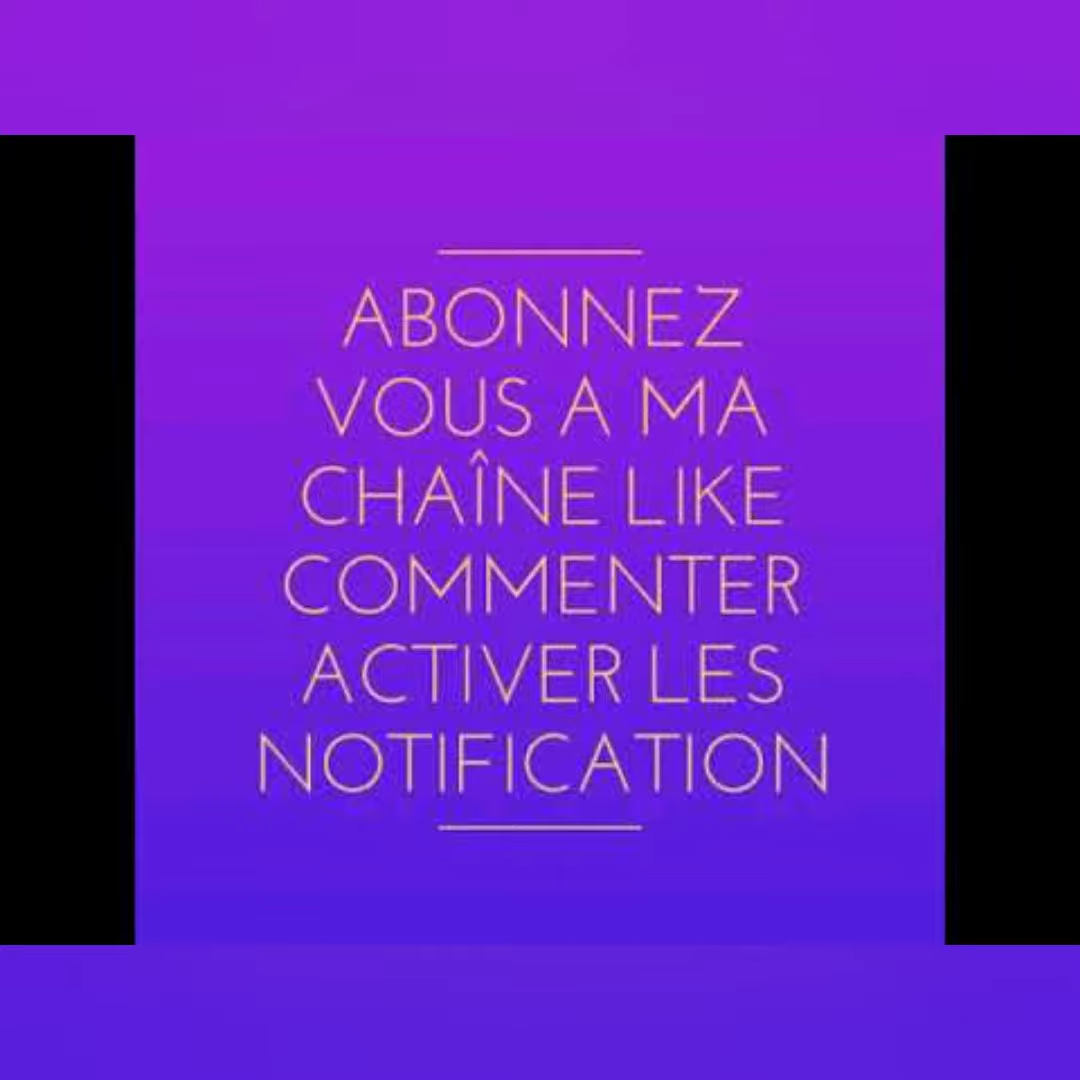 ABONNEZ
VOUS A MA
CHAÎNE LIKE
COMMENTER
ACTIVER LES
NOTIFICATION